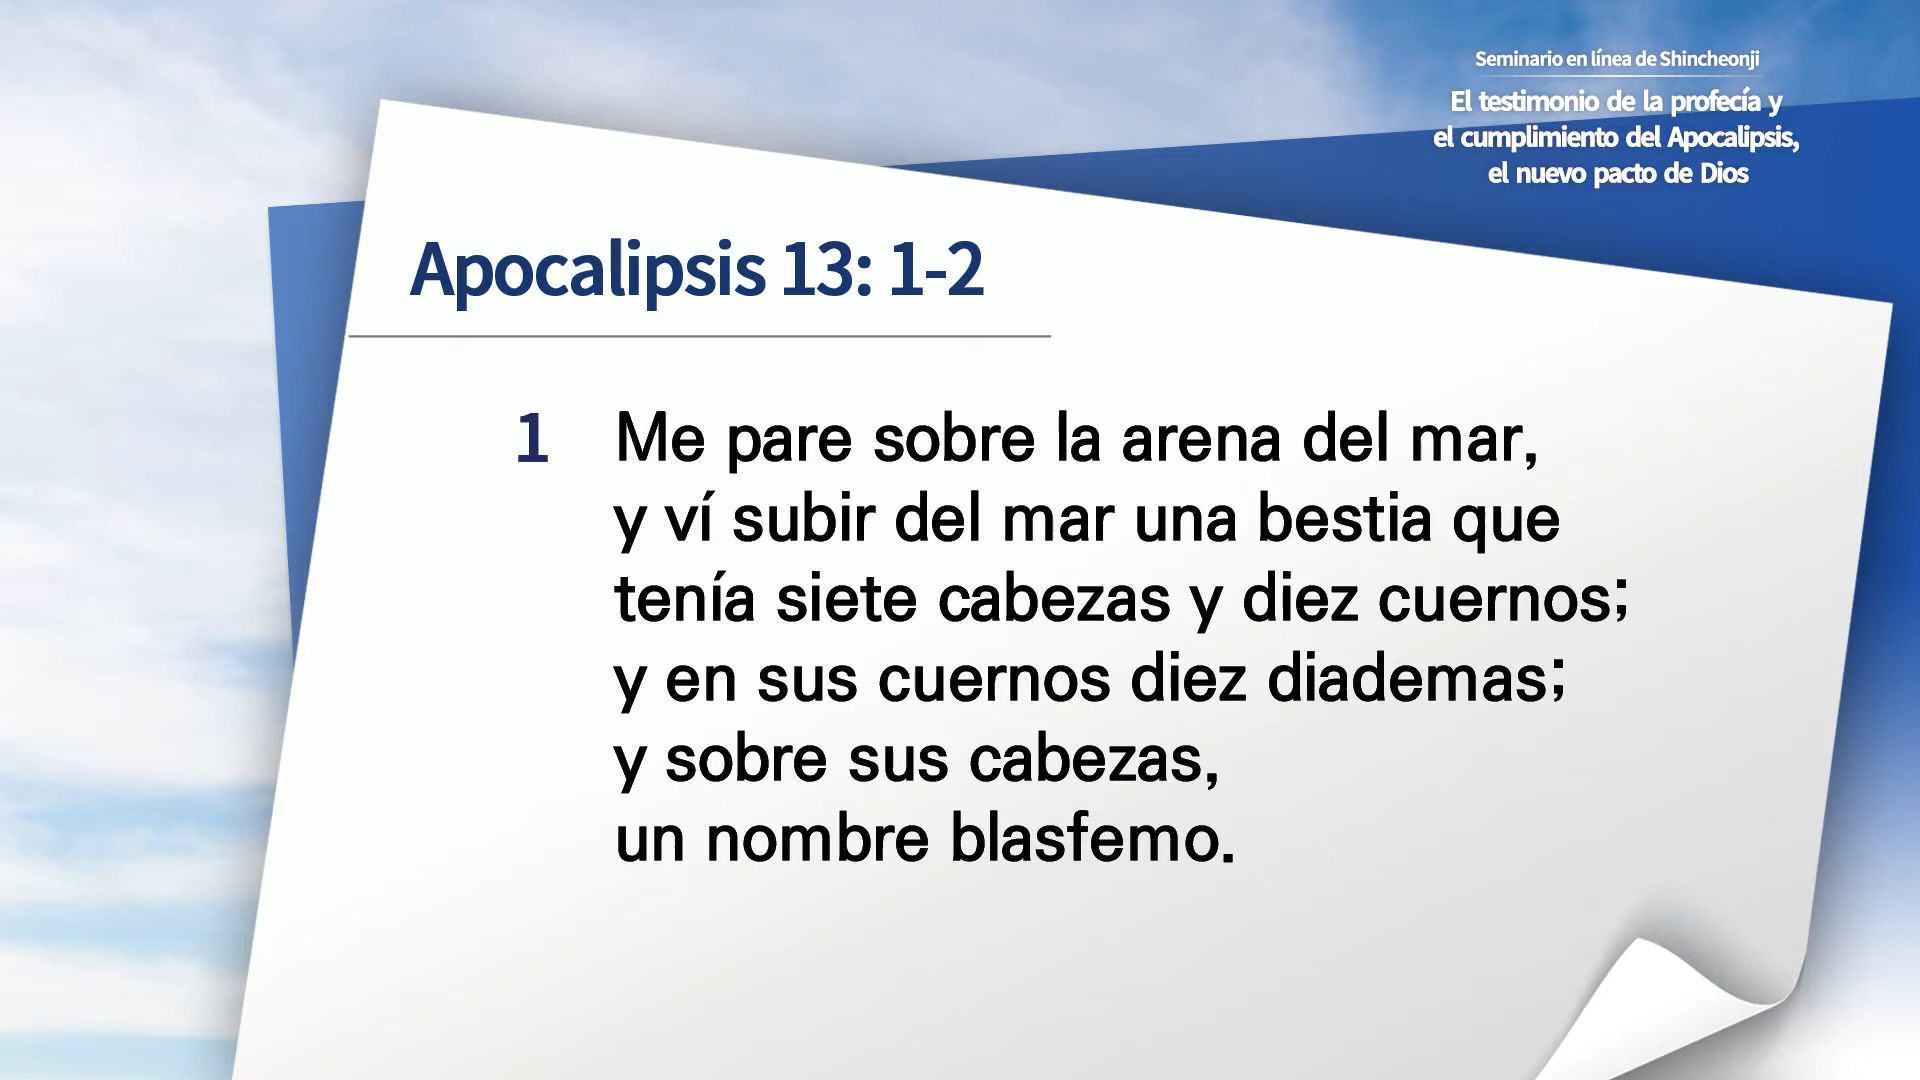 Seminario en línea de Shincheonji
El testimonio de la profecía y
el cumplimiento del Apocalipsis,
el nuevo pacto de Dios
Apocalipsis 13: 1-2
1 Me pare sobre la arena del mar,
y ví subir del mar una bestia que
tenía siete cabezas y diez cuernos;
y en sus cuernos diez diademas;
y sobre sus cabezas,
un nombre blasfemo.